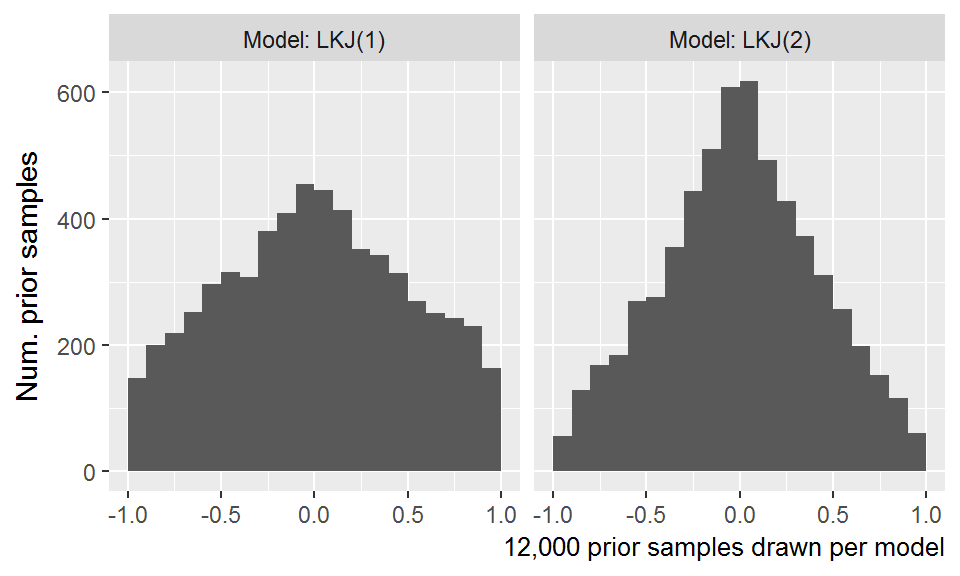 Model: LKJ(1)
Model: LKJ(2)
Num. prior samples
600
400
200
0
-1.0 -0.5 0.0 0.5 1.0
-1.0 -0.5 0.0 0.5 1.0
12,000 prior samples drawn per model